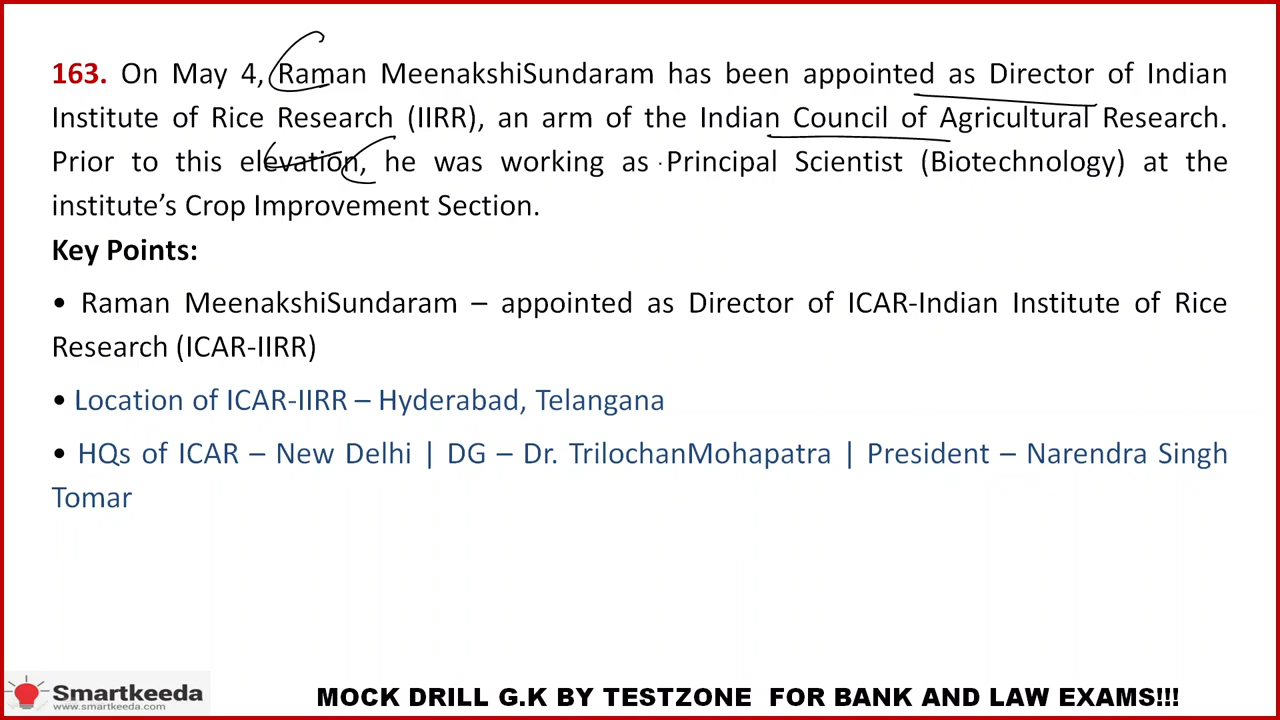 163. On May 4, Raman MeenakshiSundaram has been appointed as Director of Indian
Institute of Rice Research (IIRR), an arm of the Indian Council of Agricultural Research.
Prior to this elevation, he was working as Principal Scientist (Biotechnology) at the
institute’s Crop Improvement Section.
Key Points:
• Raman MeenakshiSundaram – appointed as Director of ICAR-Indian Institute of Rice
Research (ICAR-IIRR)
• Location of ICAR-IIRR – Hyderabad, Telangana
• HQs of ICAR – New Delhi | DG – Dr. TrilochanMohapatra | President – Narendra Singh
Tomar
Smartkeeda
www.smartkeeda.com
MOCK DRILL G.K BY TESTZONE FOR BANK AND LAW EXAMS!!!